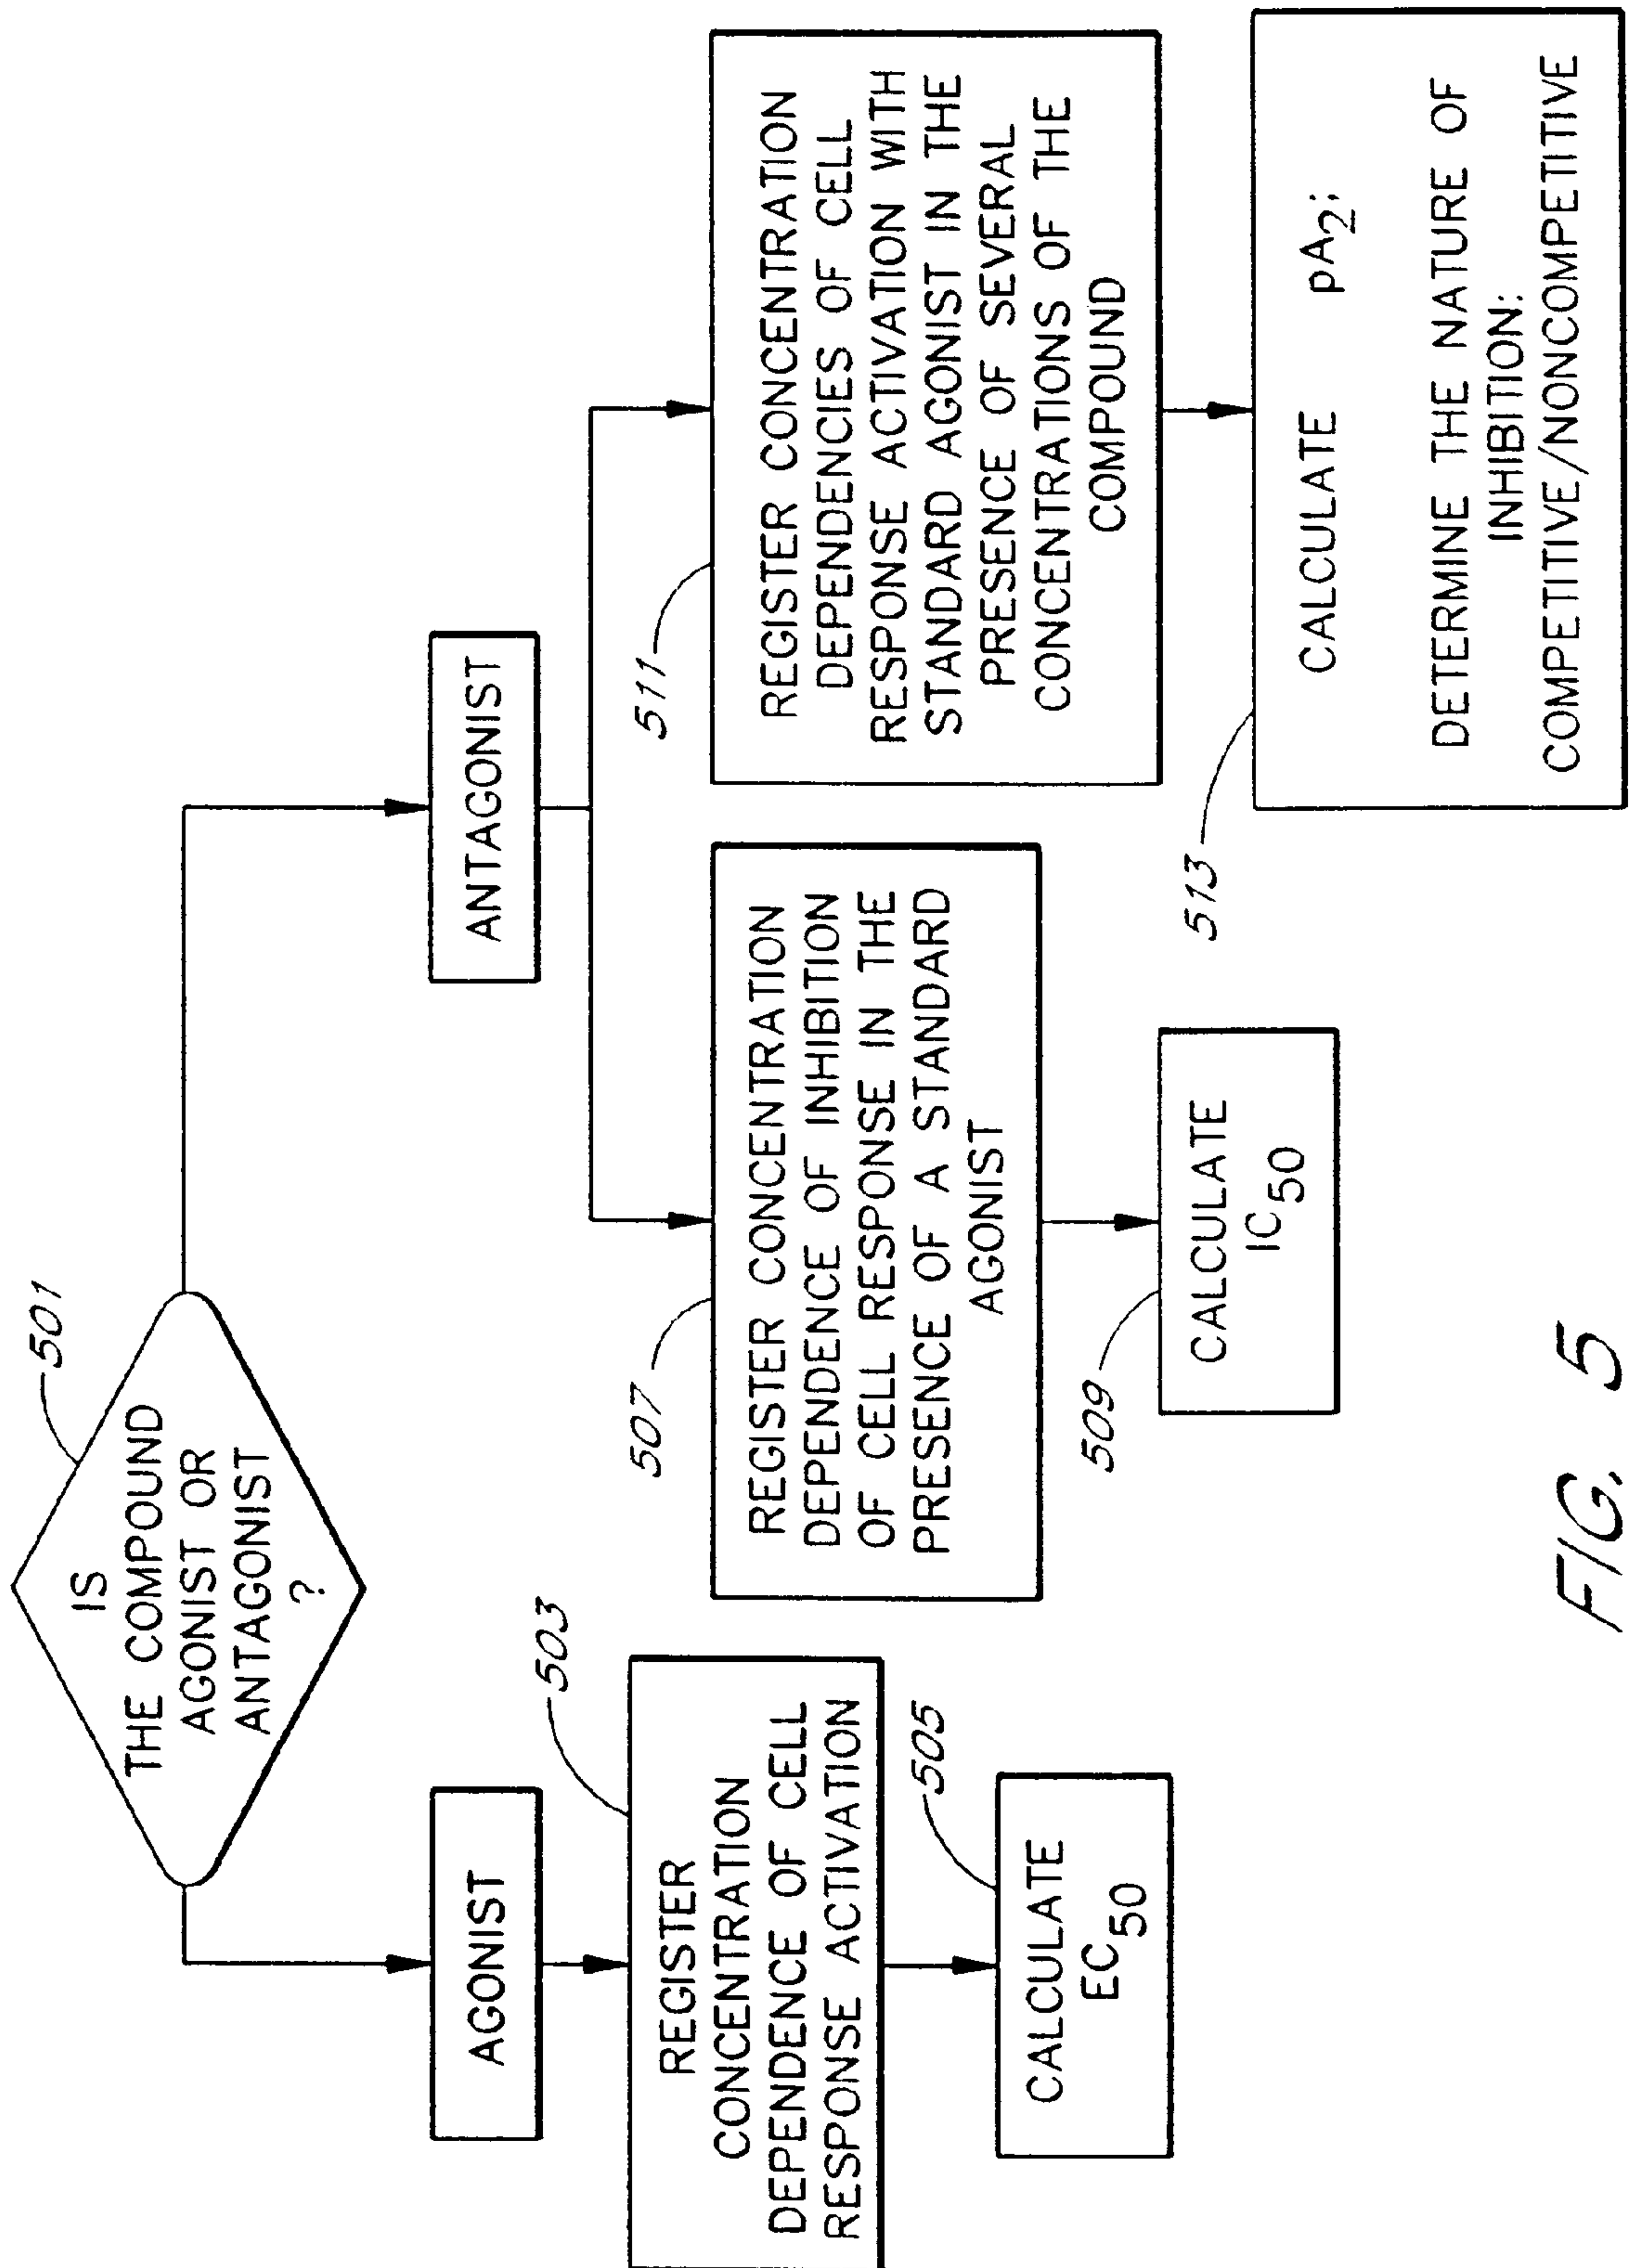 501
IS
THE COMPOUND
AGONIST OR
ANTAGONIST
?
AGONIST
ANTAGONIST
503
REGISTER
CONCENTRATION
DEPENDENCE OF CELL
RESPONSE ACTIVATION
505
CALCULATE
EC50
507
REGISTER CONCENTRATION
DEPENDENCE OF INHIBITION
OF CELL RESPONSE IN THE
PRESENCE OF A STANDARD
AGONIST
509
CALCULATE
IC50
511
REGISTER CONCENTRATION
DEPENDENCIES OF CELL
RESPONSE ACTIVATION WITH
STANDARD AGONIST IN THE
PRESENCE OF SEVERAL
CONCENTRATIONS OF THE
COMPOUND
513
CALCULATE pA2;
DETERMINE THE NATURE OF
INHIBITION:
COMPETITIVE/NONCOMPETITIVE
FIG. 5